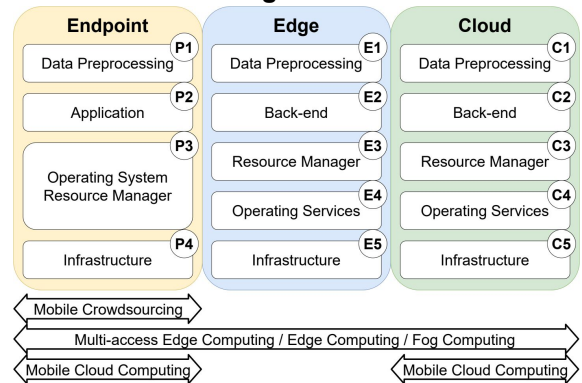 Endpoint
Edge
Cloud
P1
Data Preprocessing
E1
Data Preprocessing
C1
Data Preprocessing
P2
Application
E2
Back-end
C2
Back-end
P3
Operating System
Resource Manager
E3
Resource Manager
C3
Resource Manager
E4
Operating Services
C4
Operating Services
P4
Infrastructure
E5
Infrastructure
C5
Infrastructure
Mobile Crowdsourcing
Multi-access Edge Computing / Edge Computing / Fog Computing
Mobile Cloud Computing
Mobile Cloud Computing